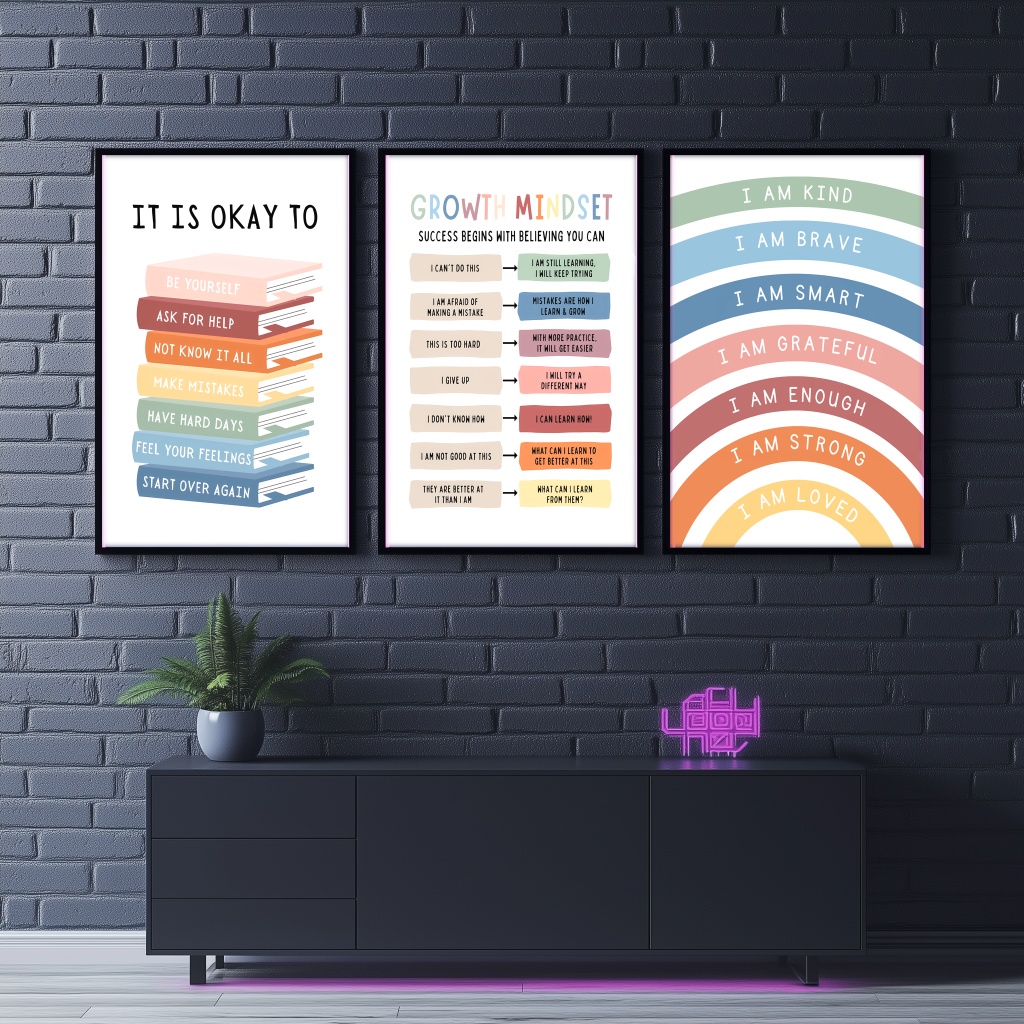 IT IS OKAY TO
BE YOURSELF
ASK FOR HELP
NOT KNOW IT ALL
MAKE MISTAKES
HAVE HARD DAYS
FEEL YOUR FEELINGS
START OVER AGAIN
GROWTH MINDSET
SUCCESS BEGINS WITH BELIEVING YOU CAN
I CAN'T DO THIS
I AM STILL LEARNING,
I WILL KEEP TRYING
I AM AFRAID OF
MAKING A MISTAKE
MISTAKES ARE HOW I
LEARN & GROW
THIS IS TOO HARD
WITH MORE PRACTICE,
IT WILL GET EASIER
I GIVE UP
I WILL TRY A
DIFFERENT WAY
I DON'T KNOW HOW
I CAN LEARN HOW!
I AM NOT GOOD AT THIS
WHAT CAN I LEARN TO
GET BETTER AT THIS
THEY ARE BETTER AT
IT THAN I AM
WHAT CAN I LEARN
FROM THEM?
I AM KIND
I AM BRAVE
I AM SMART
I AM GRATEFUL
I AM ENOUGH
I AM STRONG
I AM LOVED